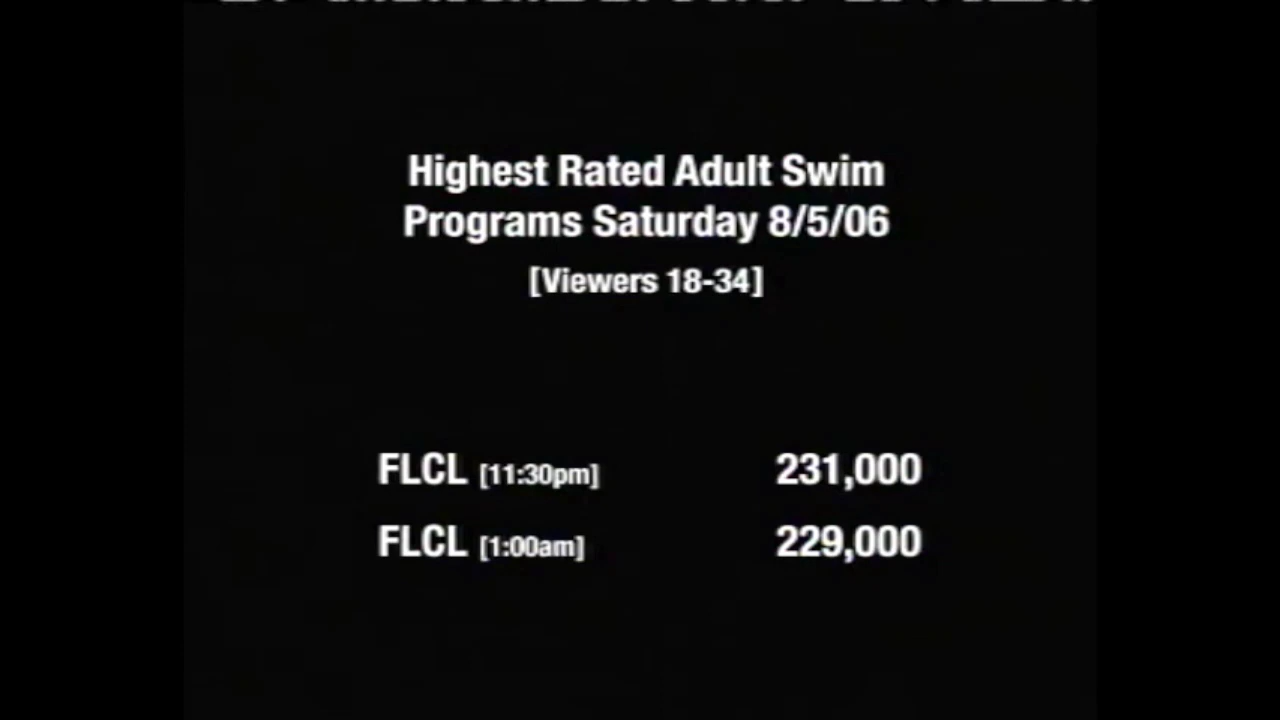 Highest Rated Adult Swim
Programs Saturday 8/5/06
[Viewers 18-34]
FLCL [11:30pm] 231,000
FLCL [1:00am] 229,000